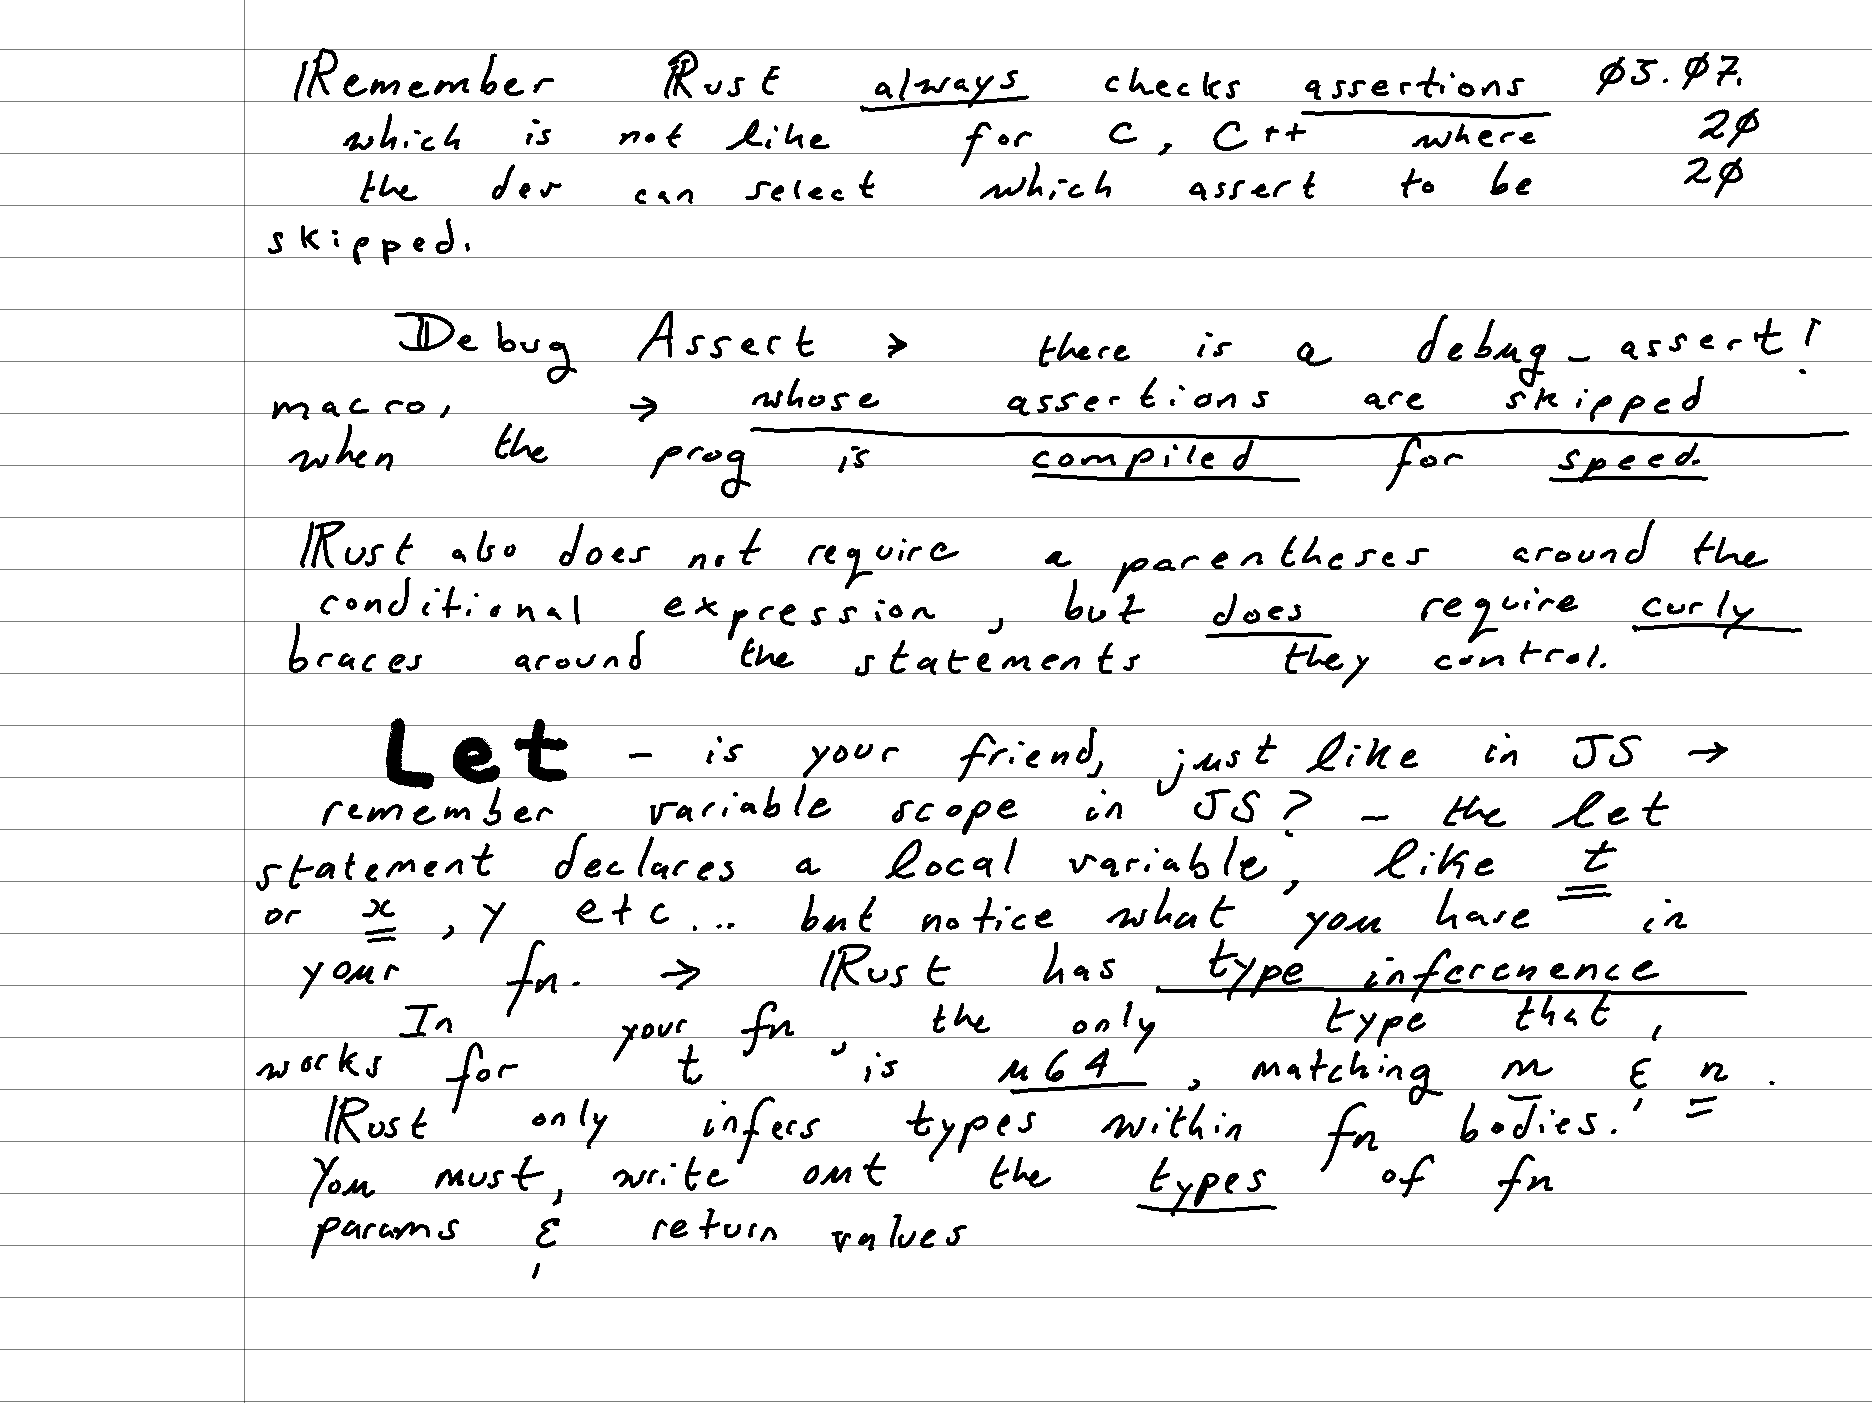 Remember Rust always checks assertions ø5.ø7.
which is not like for C, C++ where 2ø
the dev can select which assert to be 2ø
skipped.
Debug Assert → there is a debug_assert!
macro, → whose assertions are skipped
when the prog is compiled for speed.
Rust also does not require a parentheses around the
conditional expression, but does require curly
braces around the statements they control.
Let - is your friend, just like in JS →
remember variable scope in JS? - the let
statement declares a local variable, like t
or x, y etc... but notice what you have in
your fn. → Rust has type inferenence
In your fn, the only type that,
works for t is u64, matching m & n.
Rust only infers types within fn bodies.
You must, write out the types of fn
params & return values